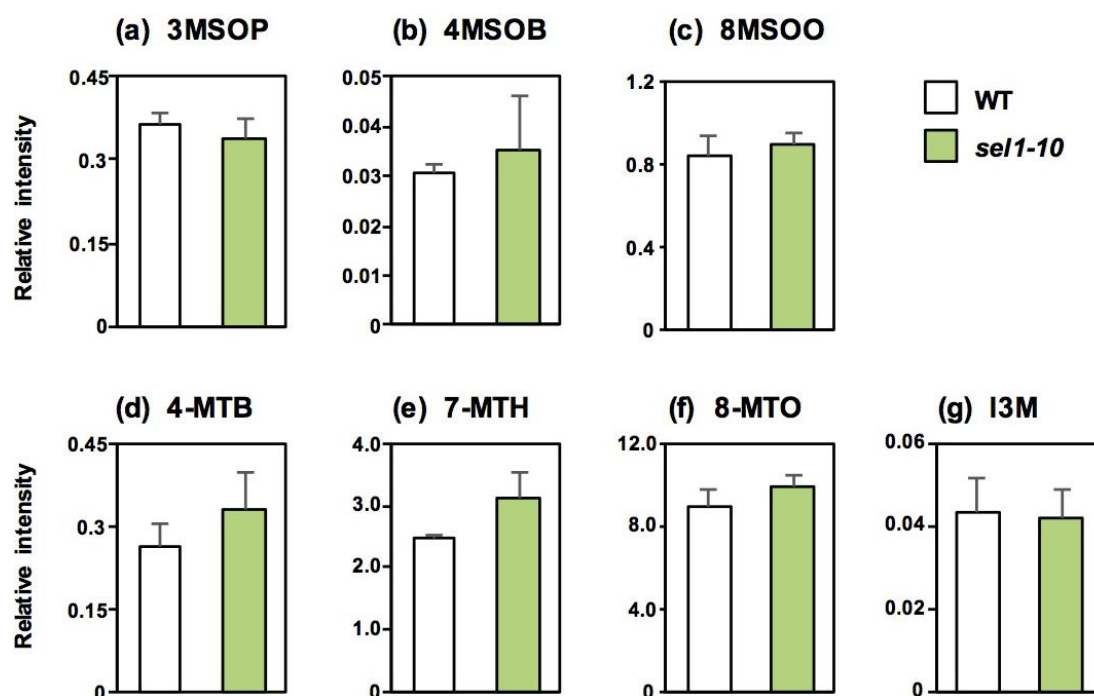 (a) 3MSOP
(b) 4MSOB
(c) 8MSOO
Relative intensity
0.45
0.3
0.15
0
0.05
0.04
0.03
0.02
0.01
0
1.2
0.8
0.4
0
WT
sel1-10
(d) 4-MTB
(e) 7-MTH
(f) 8-MTO
(g) I3M
Relative intensity
0.45
0.3
0.15
0
4.0
3.0
2.0
1.0
0
12.0
8.0
4.0
0
0.06
0.04
0.02
0